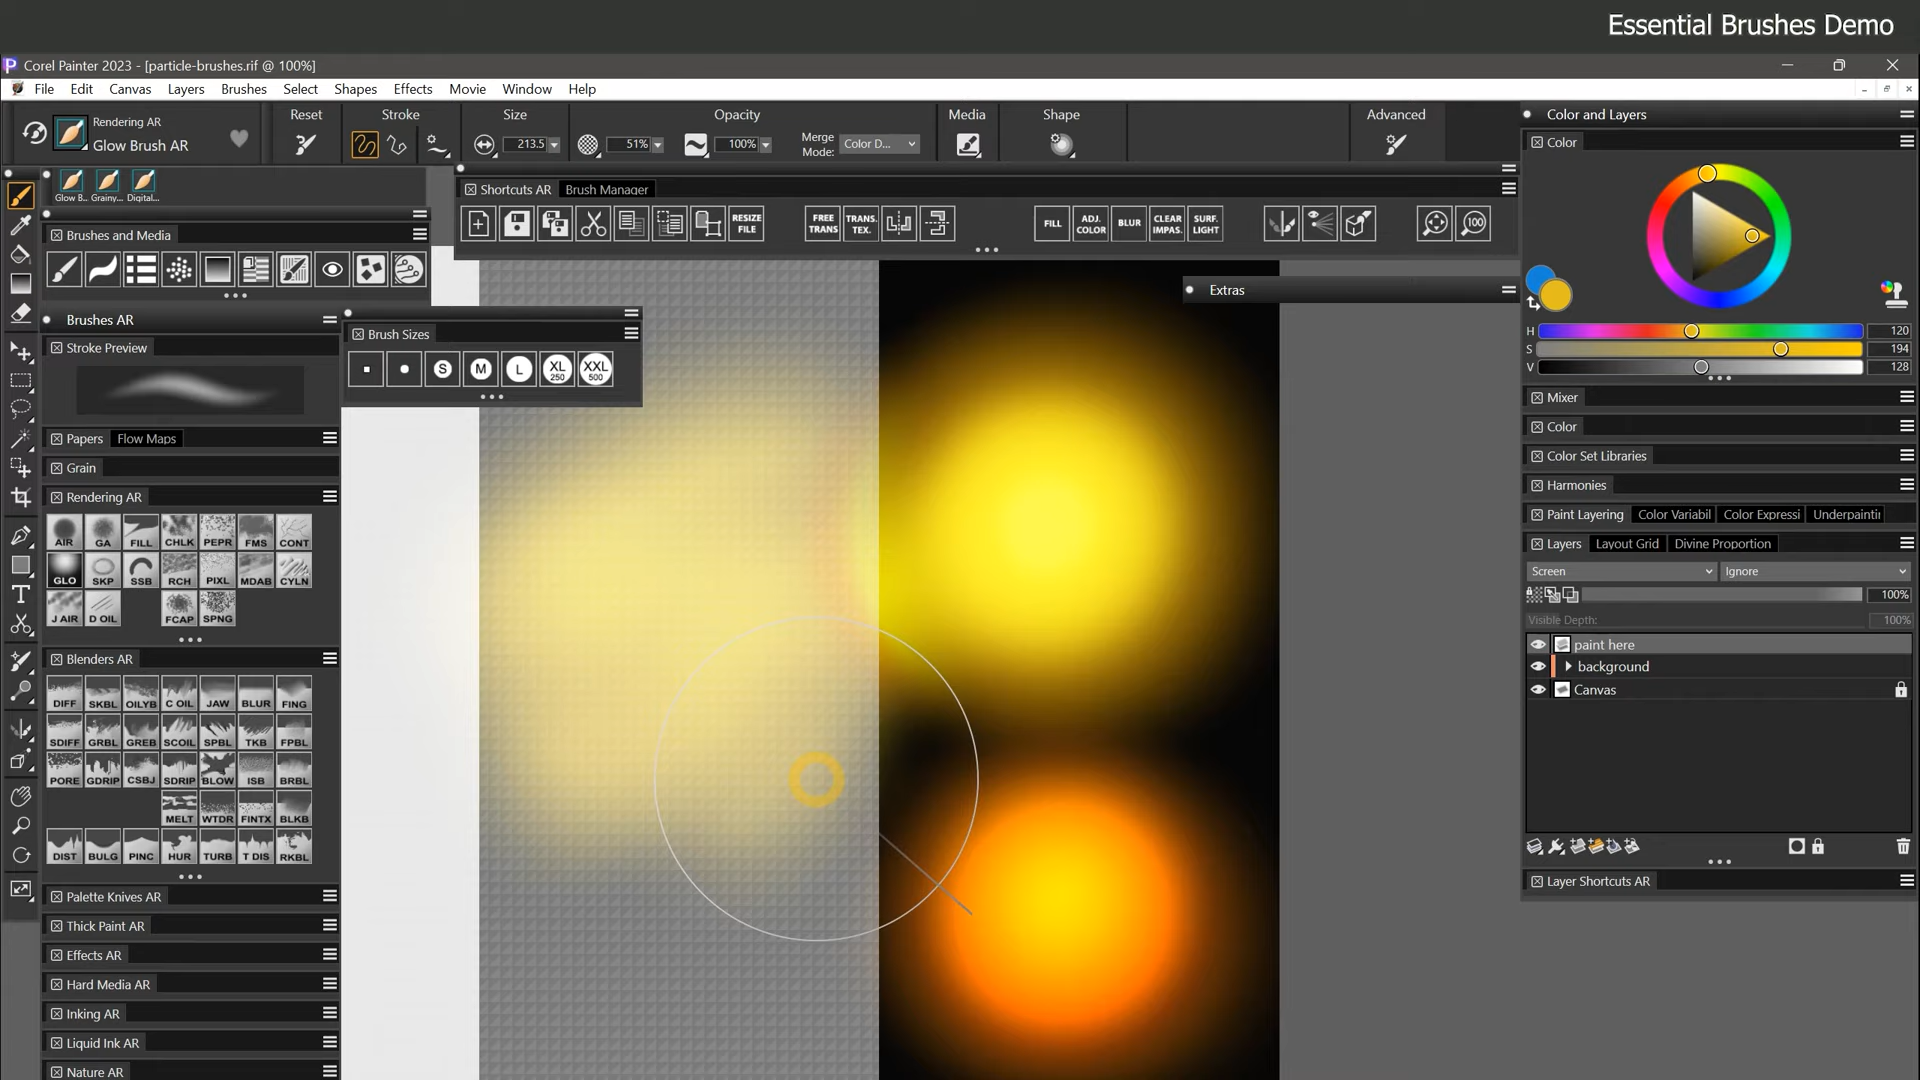 Essential Brushes Demo
Corel Painter 2023 - [particle-brushes.rif @ 100%]
File Edit Canvas Layers Brushes Select Shapes Effects Movie Window Help
Rendering AR
Glow Brush AR
Reset Stroke Size Opacity Media Shape Advanced
213.5 51% 100%
Merge Mode: Color D...
Glow B... Grainy... Digital...
Shortcuts AR Brush Manager
RESIZE FILE FREE TRANS TRANS. TEX. FILL ADJ. COLOR BLUR CLEAR IMPAS. SURF. LIGHT 100
Brushes and Media
Extras
Brushes AR
Stroke Preview
Brush Sizes
S M L XL 250 XXL 500
Papers Flow Maps
Grain
Rendering AR
AIR GA FILL CHLK PEPR FMS CONT
GLO SKP SSB RCH PIXL MDAB CYLN
J AIR D OIL FCAP SPNG
Blenders AR
DIFF SKBL OILYB C OIL JAW BLUR FING
SDIFF GRBL GREB SCOIL SPBL TKB FPBL
PORE GDRIP CSBJ SDRIP BLOW ISB BRBL
MELT WTDR FINTX BLKB
DIST BULG PINC HUR TURB T DIS RKBL
Palette Knives AR
Thick Paint AR
Effects AR
Hard Media AR
Inking AR
Liquid Ink AR
Nature AR
Color and Layers
Color
H 120
S 194
V 128
Mixer
Color
Color Set Libraries
Harmonies
Paint Layering Color Variabil Color Expressi Underpaintin
Layers Layout Grid Divine Proportion
Screen Ignore
100%
Visible Depth: 100%
paint here
background
Canvas
Layer Shortcuts AR